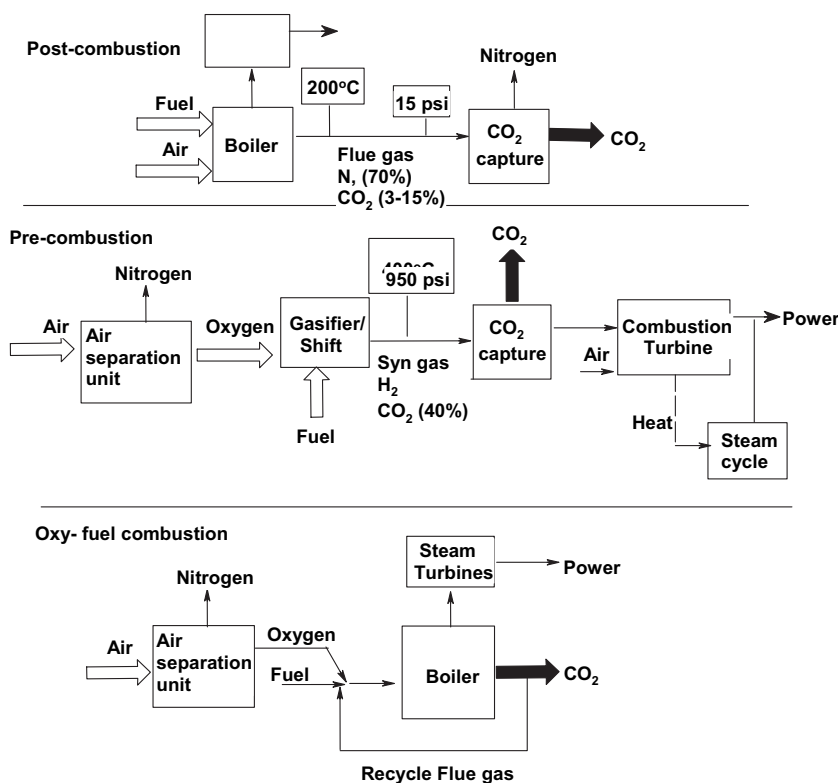 Post-combustion
Nitrogen
200°C
15 psi
Fuel
Air
Boiler
CO₂
capture
CO₂
Flue gas
N, (70%)
CO₂ (3-15%)
Pre-combustion
CO₂
Nitrogen
950 psi
Air
Air
separation
unit
Oxygen
Gasifier/
Shift
CO₂
capture
Combustion
Turbine
Power
Air
Syn gas
H₂
CO₂ (40%)
Fuel
Heat
Steam
cycle
Oxy- fuel combustion
Steam
Turbines
Power
Nitrogen
Air
Air
separation
unit
Oxygen
Fuel
Boiler
CO₂
Recycle Flue gas